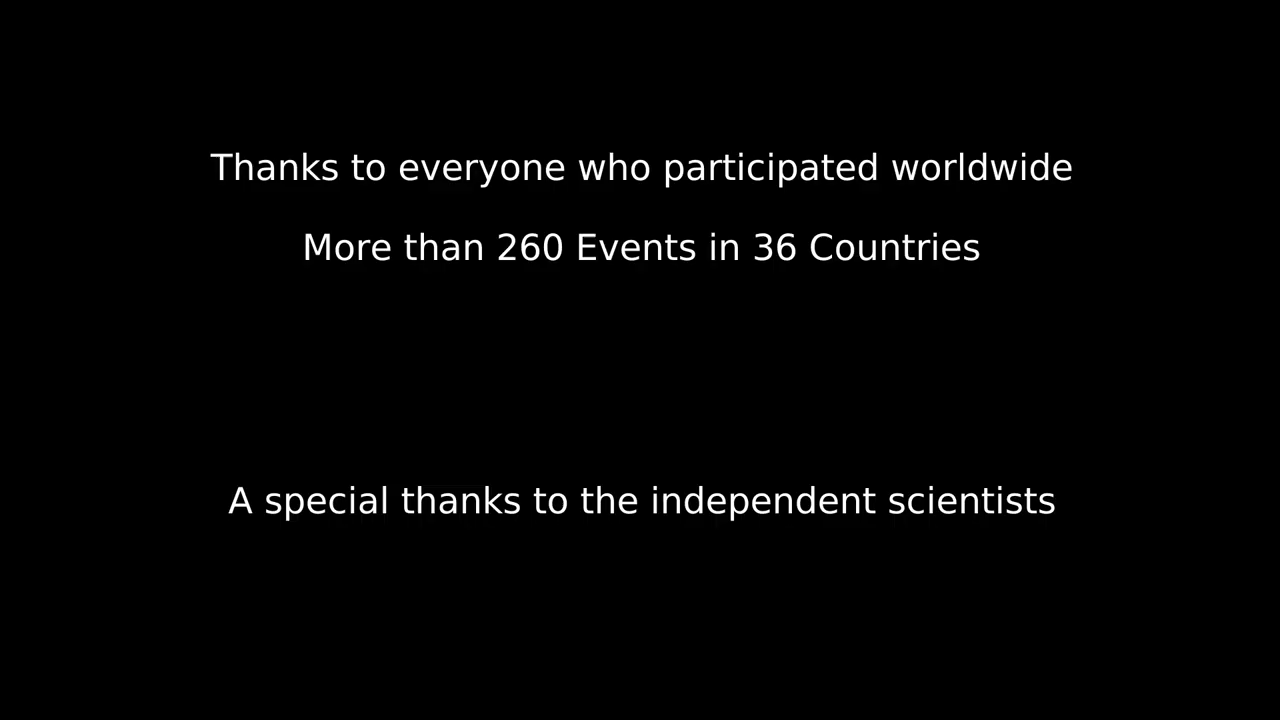 Thanks to everyone who participated worldwide
More than 260 Events in 36 Countries
A special thanks to the independent scientists